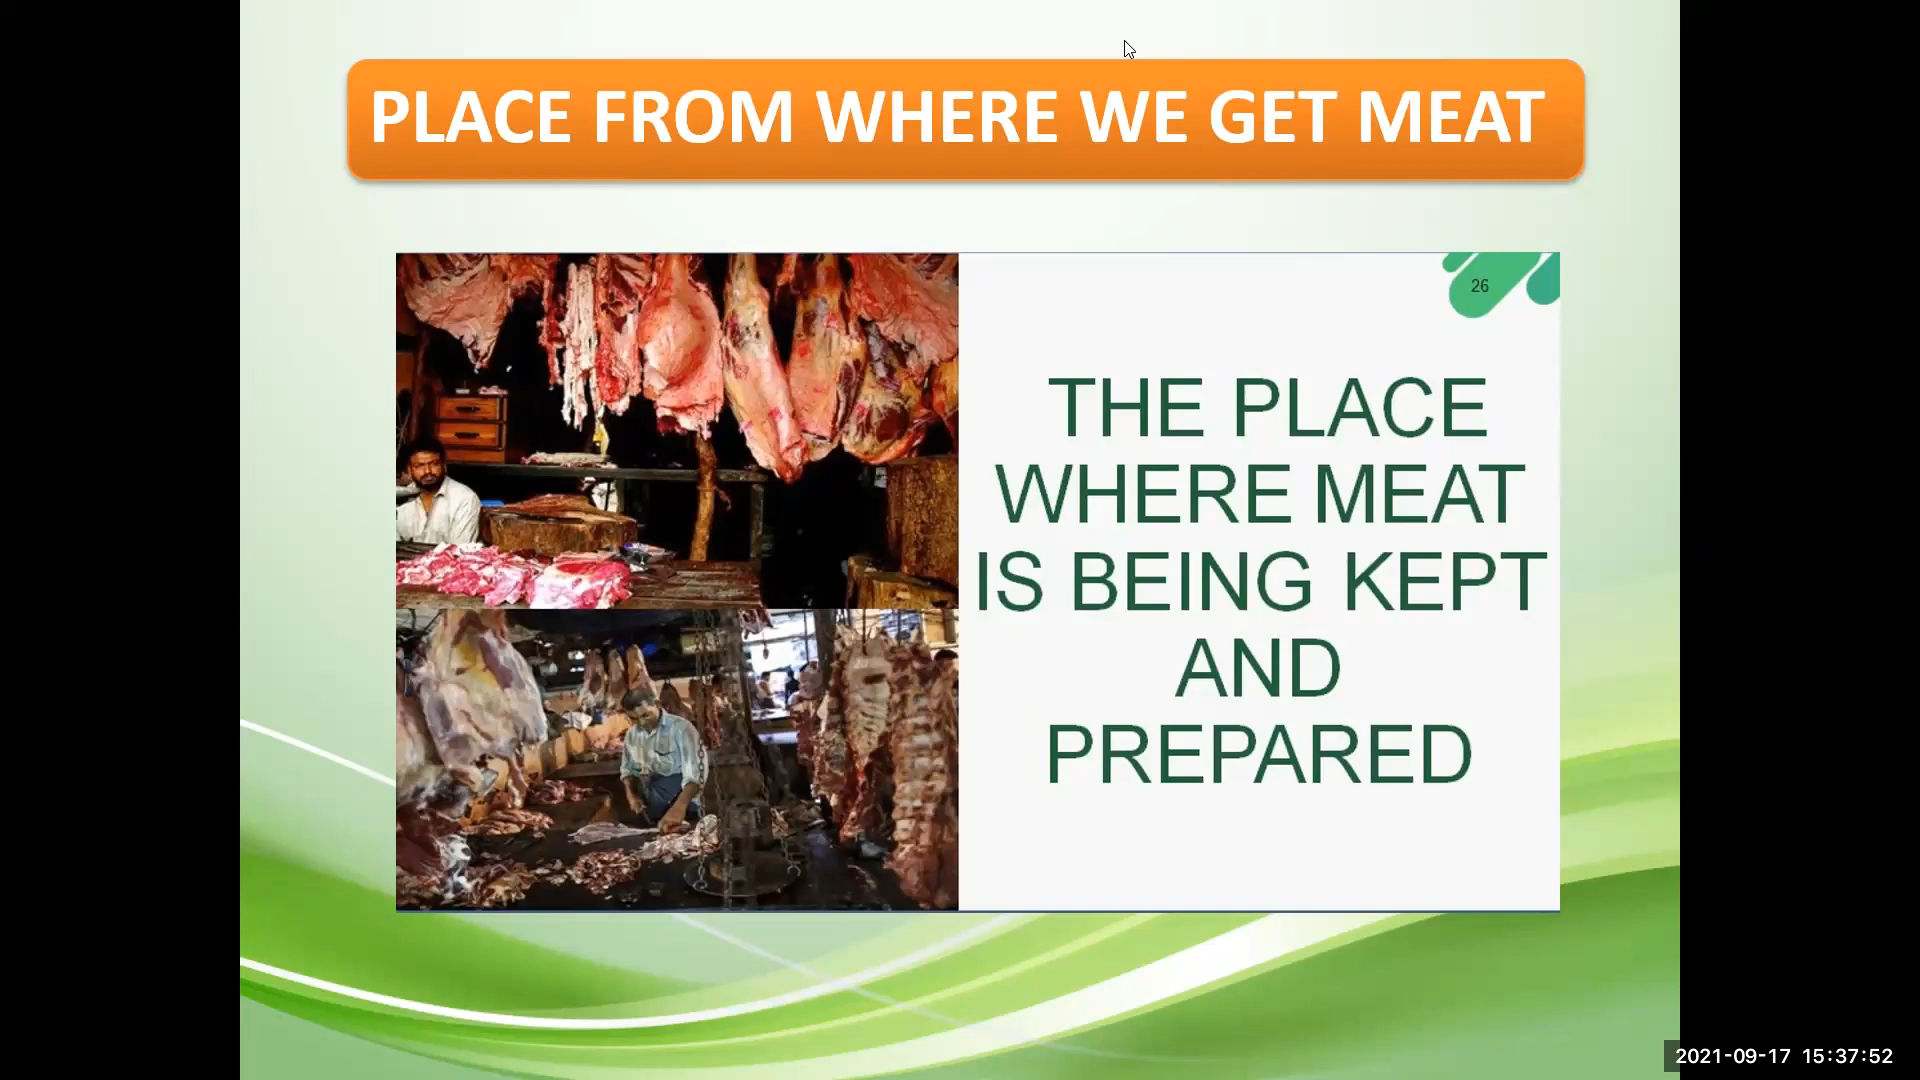 PLACE FROM WHERE WE GET MEAT
26
THE PLACE
WHERE MEAT
IS BEING KEPT
AND
PREPARED
2021-09-17 15:37:52